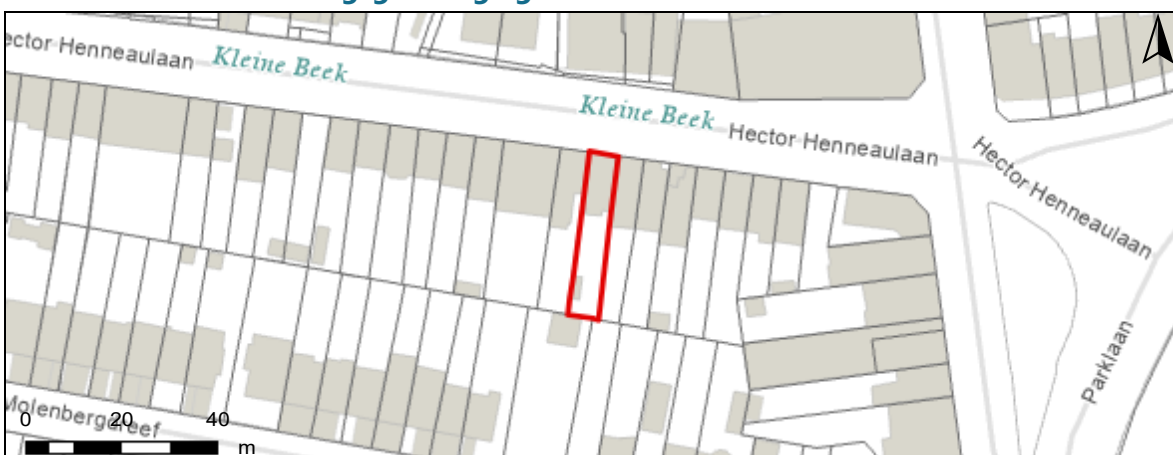 ector Henneaulaan
Kleine Beek
Kleine Beek
Hector Henneaulaan
Hector Henneaulaan
Parklaan
Molenbergdreef
0 20 40
m